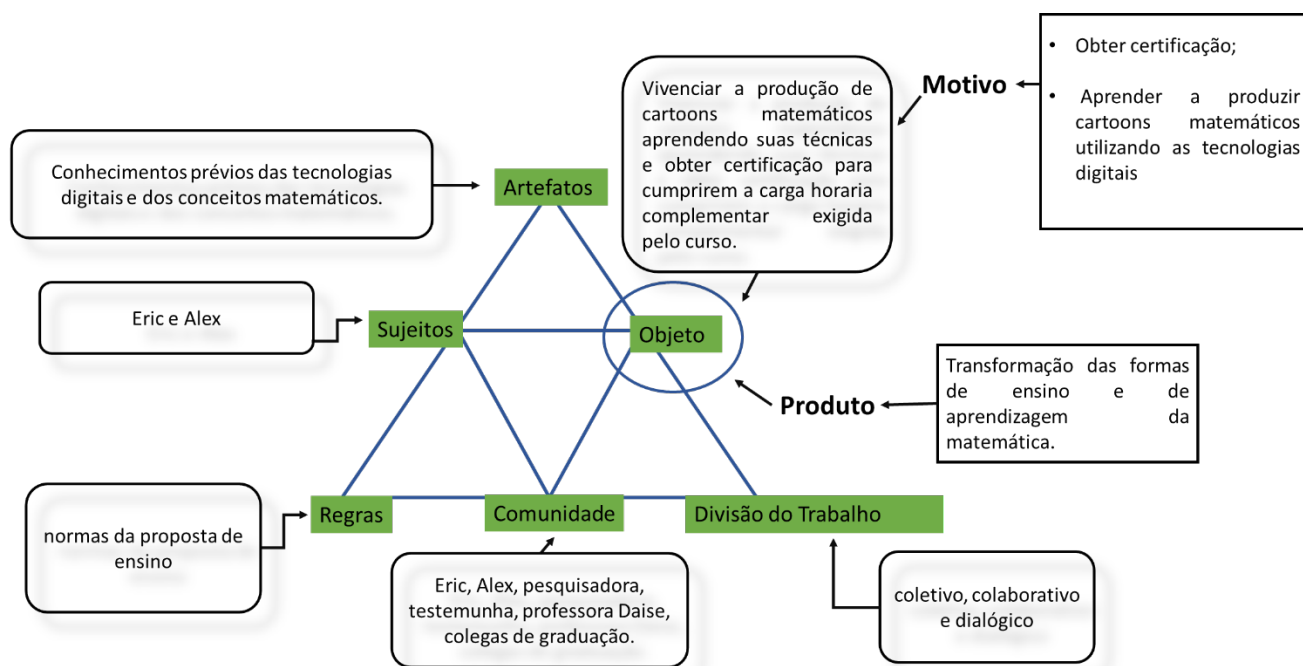 • Obter certificação;
• Aprender a produzir
cartoons matemáticos
utilizando as tecnologias
digitais
Motivo
Vivenciar a produção de
cartoons matemáticos
aprendendo suas técnicas
e obter certificação para
cumprirem a carga horaria
complementar exigida
pelo curso.
Conhecimentos prévios das tecnologias
digitais e dos conceitos matemáticos.
Artefatos
Eric e Alex
Sujeitos
Objeto
Transformação das formas
de ensino e de
aprendizagem da
matemática.
Produto
normas da proposta de
ensino
Regras
Comunidade
Divisão do Trabalho
Eric, Alex, pesquisadora,
testemunha, professora Daise,
colegas de graduação.
coletivo, colaborativo
e dialógico